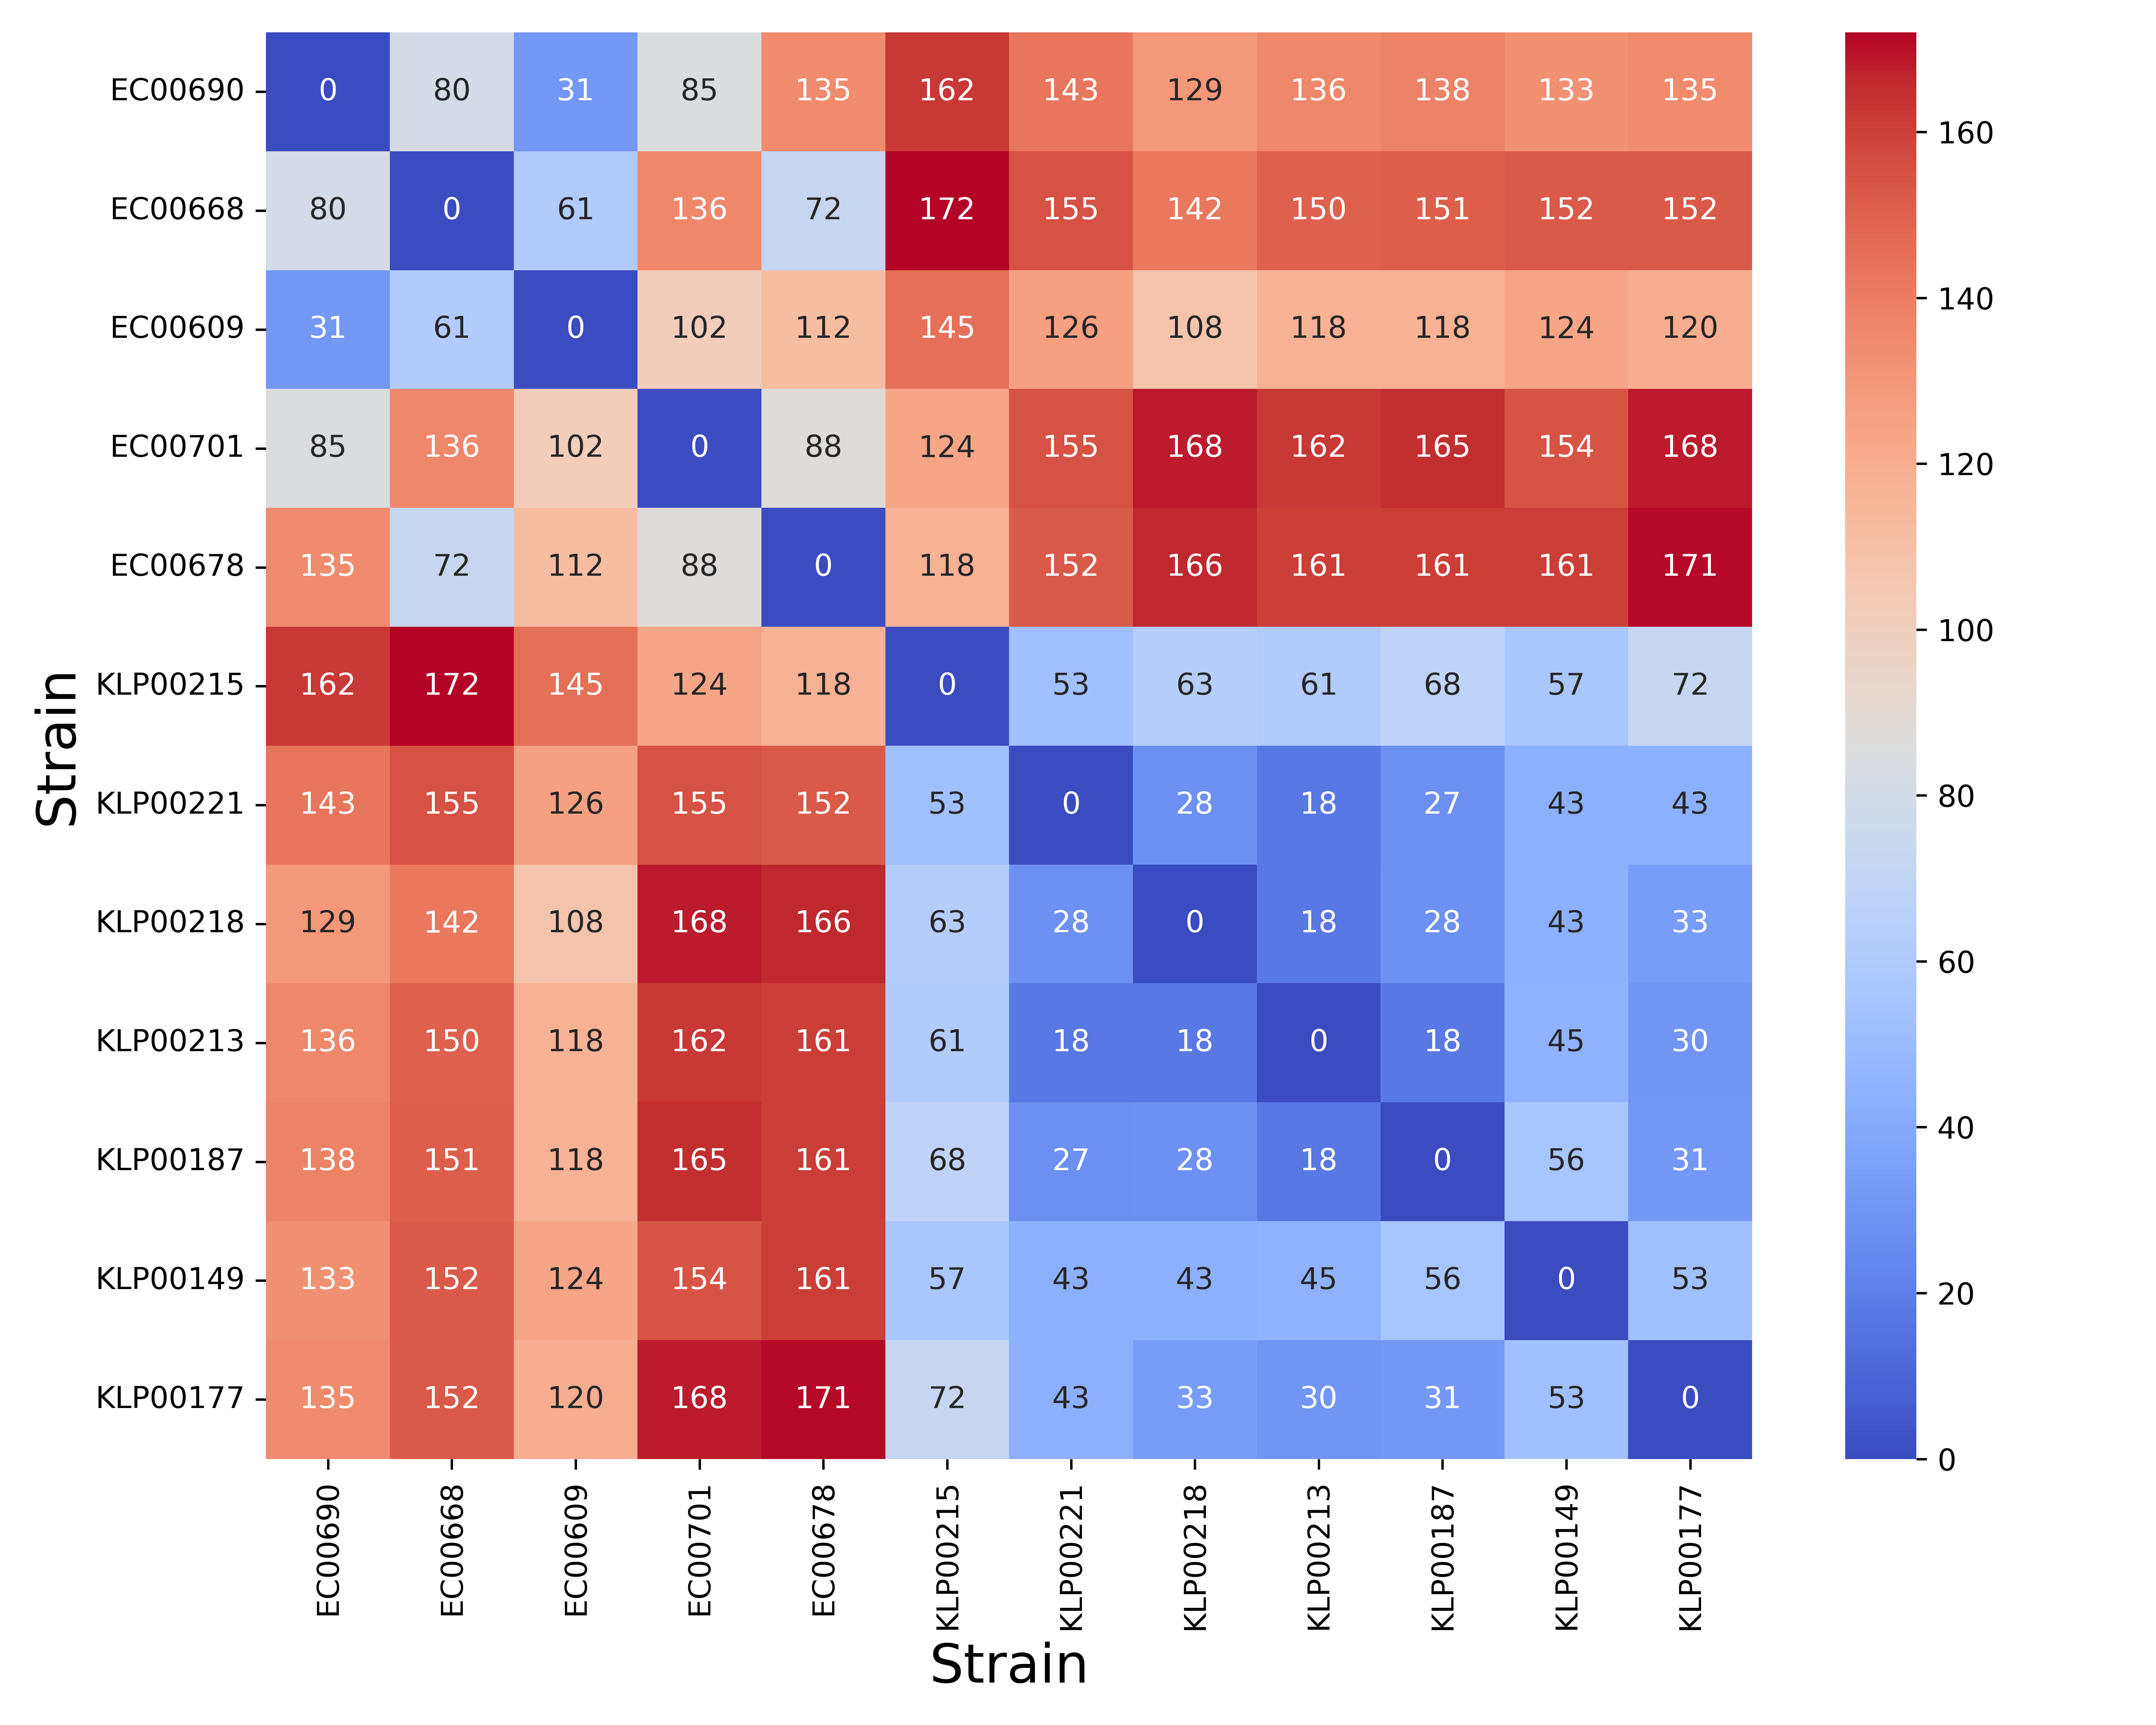 EC00690 0 80 31 85 135 162 143 129 136 138 133 135
EC00668 80 0 61 136 72 172 155 142 150 151 152 152
EC00609 31 61 0 102 112 145 126 108 118 118 124 120
EC00701 85 136 102 0 88 124 155 168 162 165 154 168
EC00678 135 72 112 88 0 118 152 166 161 161 161 171
KLP00215 162 172 145 124 118 0 53 63 61 68 57 72
KLP00221 143 155 126 155 152 53 0 28 18 27 43 43
KLP00218 129 142 108 168 166 63 28 0 18 28 43 33
KLP00213 136 150 118 162 161 61 18 18 0 18 45 30
KLP00187 138 151 118 165 161 68 27 28 18 0 56 31
KLP00149 133 152 124 154 161 57 43 43 45 56 0 53
KLP00177 135 152 120 168 171 72 43 33 30 31 53 0
Strain
EC00690 EC00668 EC00609 EC00701 EC00678 KLP00215 KLP00221 KLP00218 KLP00213 KLP00187 KLP00149 KLP00177
Strain
160
140
120
100
80
60
40
20
0